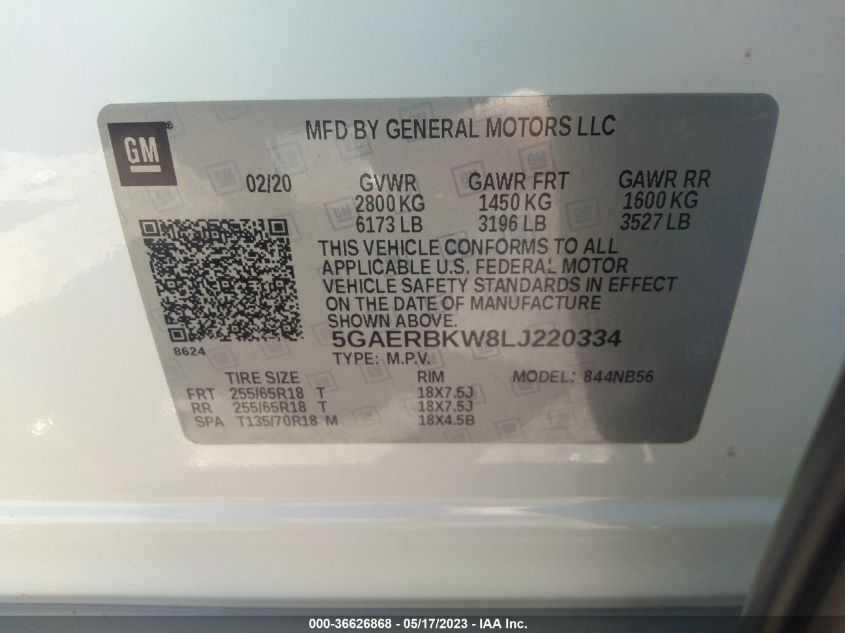 GM ®
MFD BY GENERAL MOTORS LLC
02/20 GVWR GAWR FRT GAWR RR
2800 KG 1450 KG 1600 KG
6173 LB 3196 LB 3527 LB
THIS VEHICLE CONFORMS TO ALL
APPLICABLE U.S. FEDERAL MOTOR
VEHICLE SAFETY STANDARDS IN EFFECT
ON THE DATE OF MANUFACTURE
SHOWN ABOVE.
8624
5GAERBKW8LJ220334
TYPE: M.P.V.
TIRE SIZE RIM MODEL: 844NB56
FRT 255/65R18 T 18X7.5J
RR 255/65R18 T 18X7.5J
SPA T135/70R18 M 18X4.5B
000-36626868 — 05/17/2023 — IAA Inc.